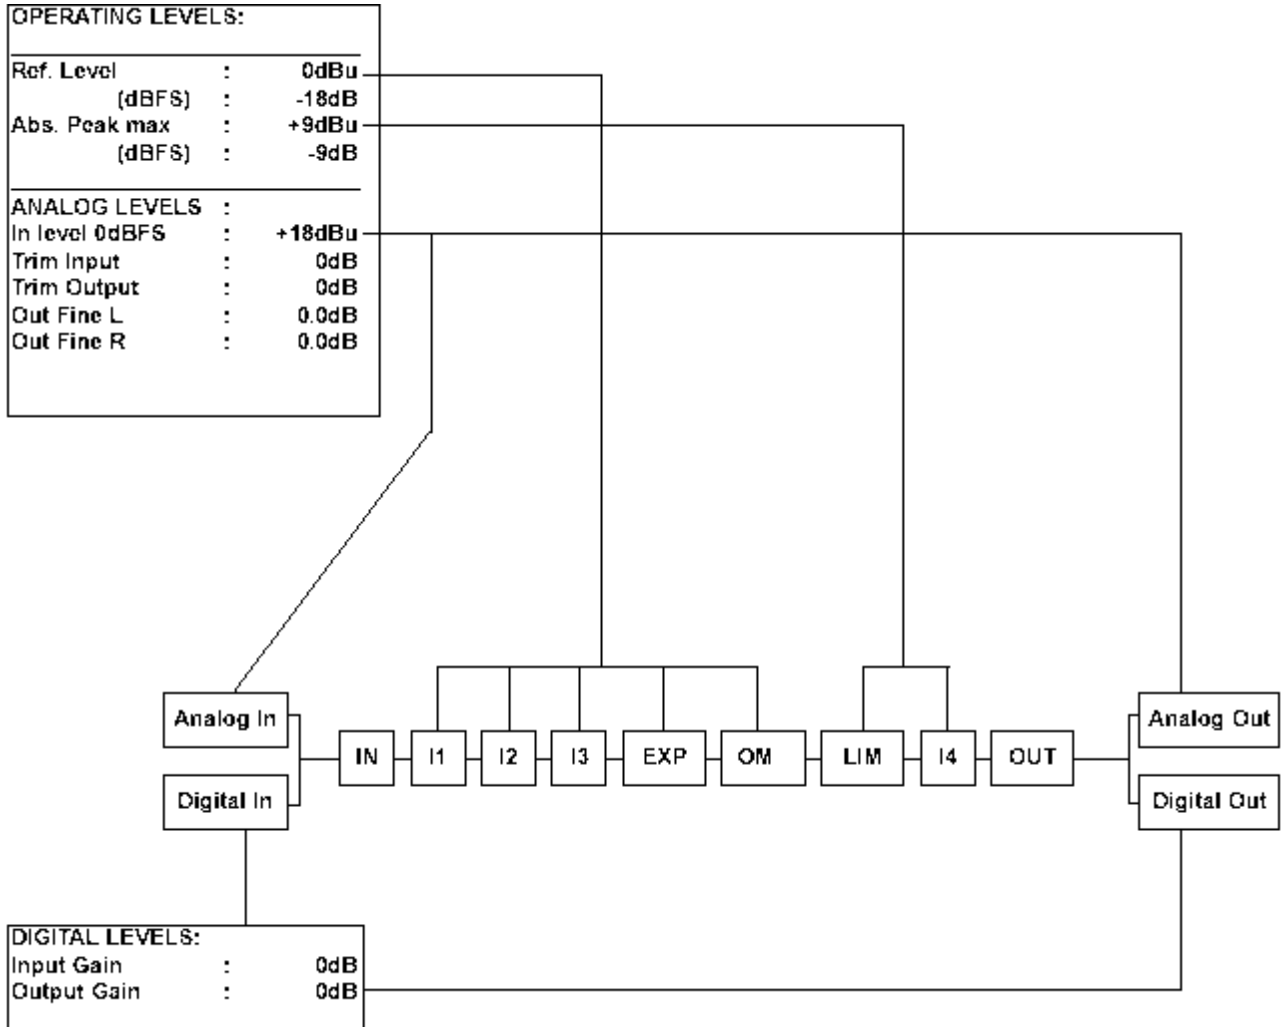 OPERATING LEVELS:
Ref. Level : 0dBu
(dBFS) : -18dB
Abs. Peak max : +9dBu
(dBFS) : -9dB
ANALOG LEVELS :
In level 0dBFS : +18dBu
Trim Input : 0dB
Trim Output : 0dB
Out Fine L : 0.0dB
Out Fine R : 0.0dB
Analog In
Digital In
IN
I1
I2
I3
EXP
OM
LIM
I4
OUT
Analog Out
Digital Out
DIGITAL LEVELS:
Input Gain : 0dB
Output Gain : 0dB